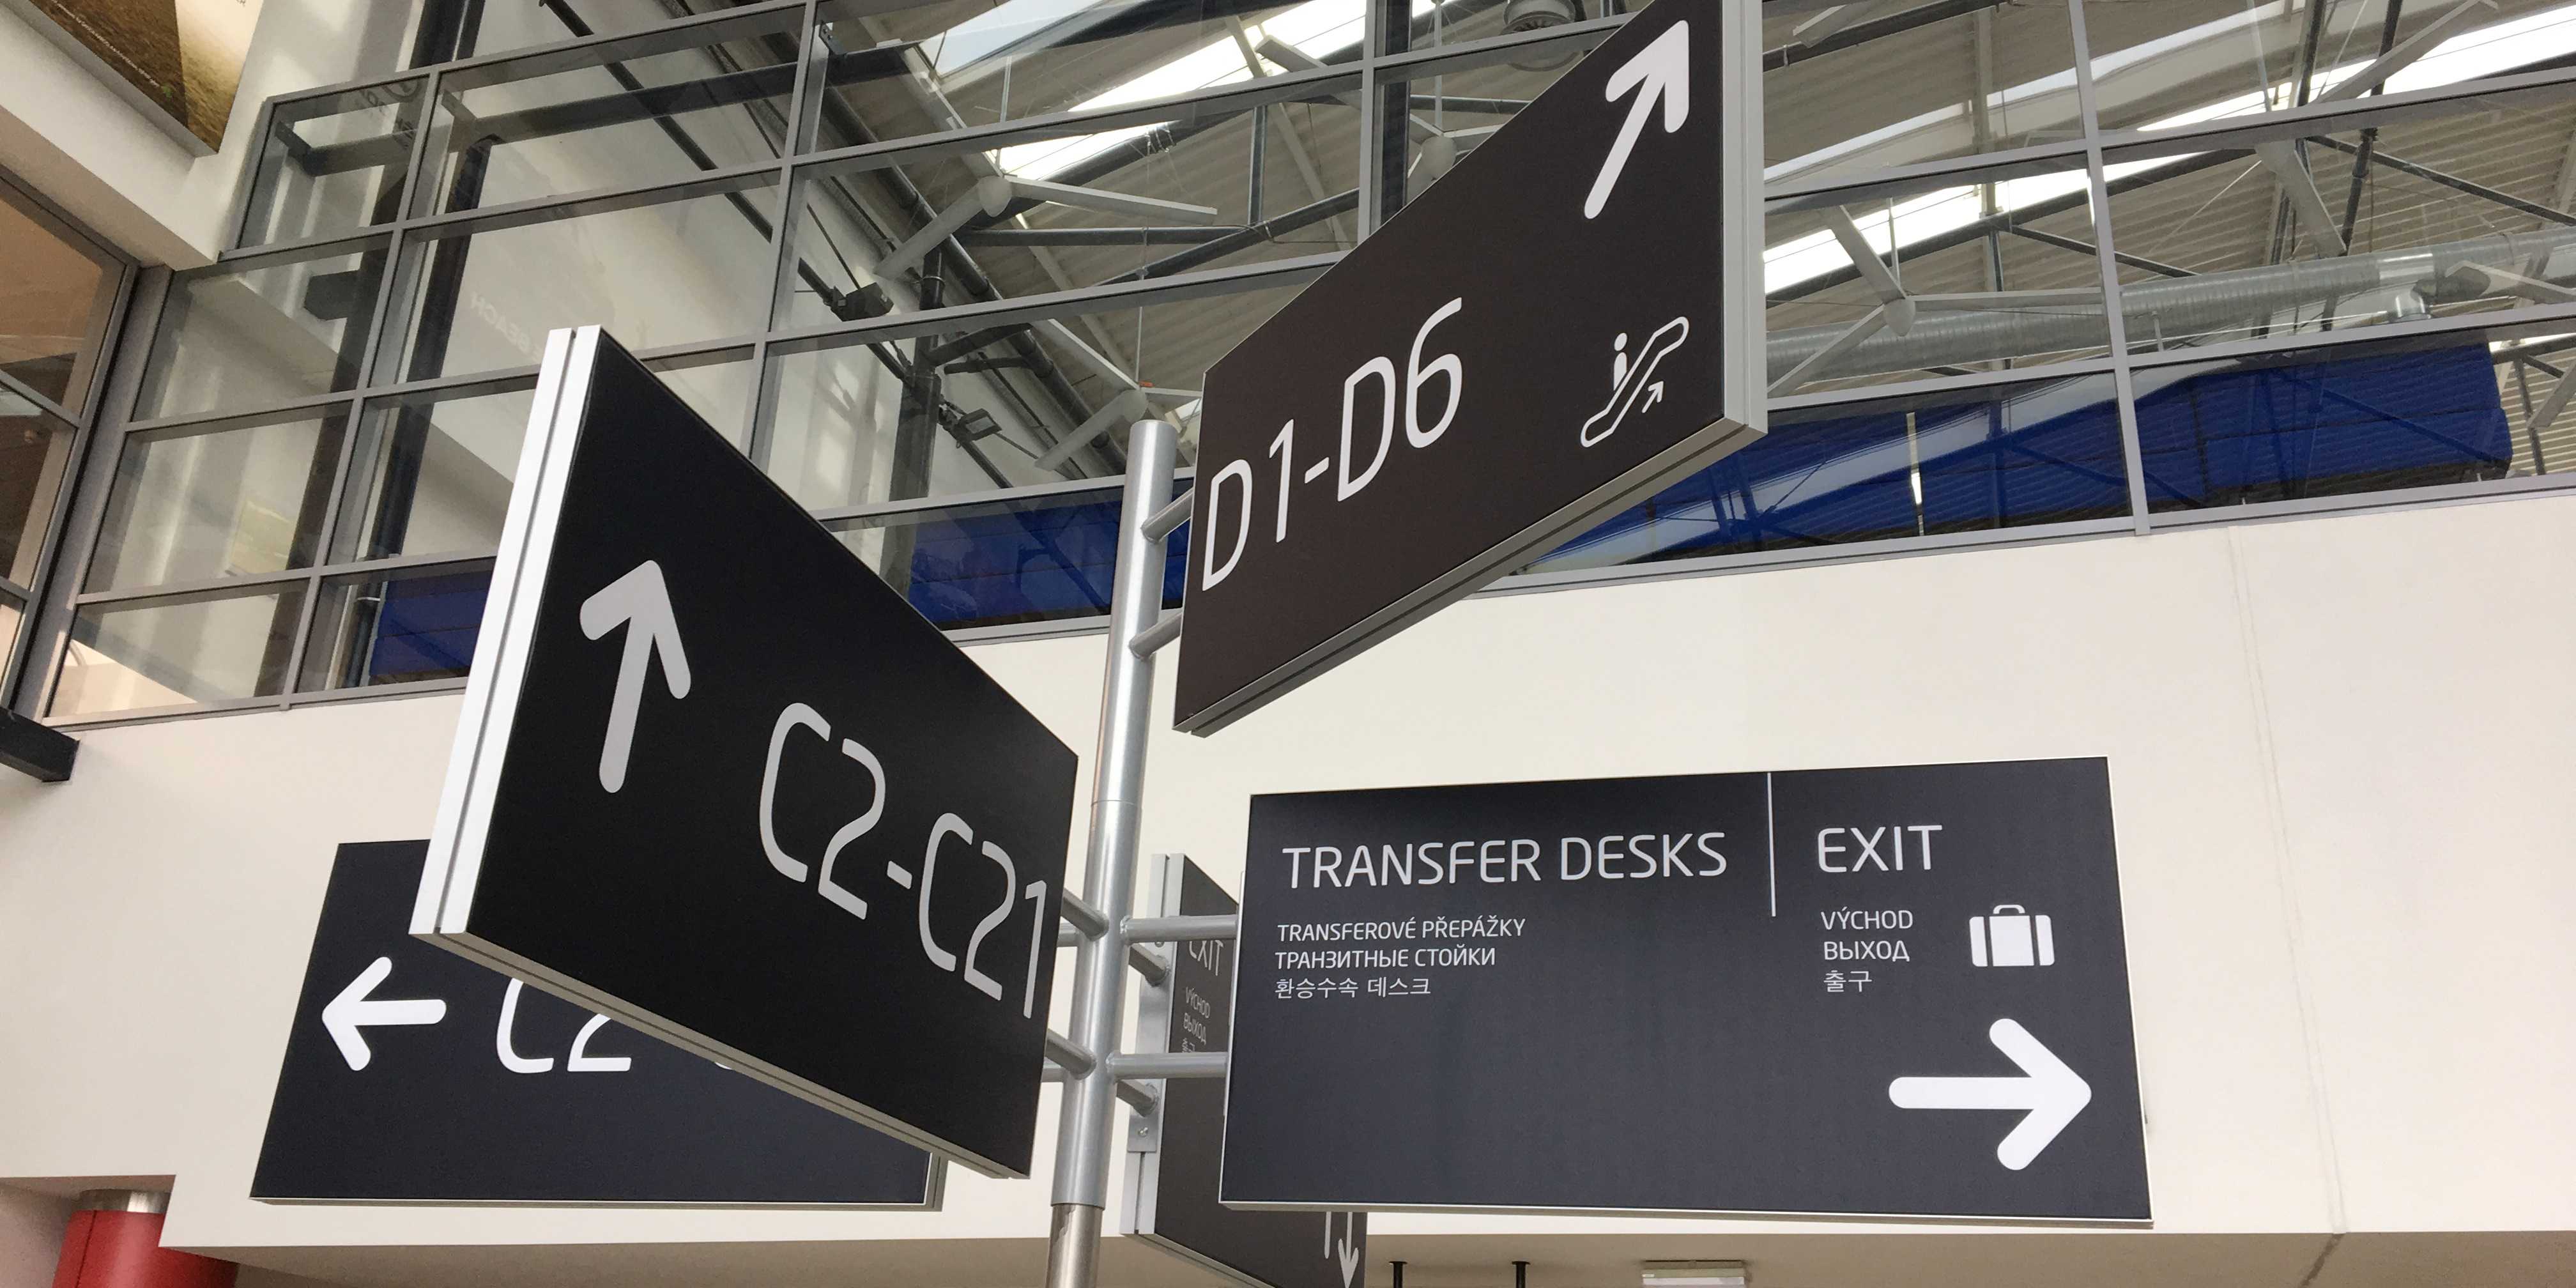 D1-D6
C2-C21
C2
TRANSFER DESKS
TRANSFEROVÉ PŘEPÁŽKY
ТРАНЗИТНЫЕ СТОЙКИ
환승수속 데스크
EXIT
VÝCHOD
ВЫХОД
출구
EXIT
VÝCHOD
ВЫХОД